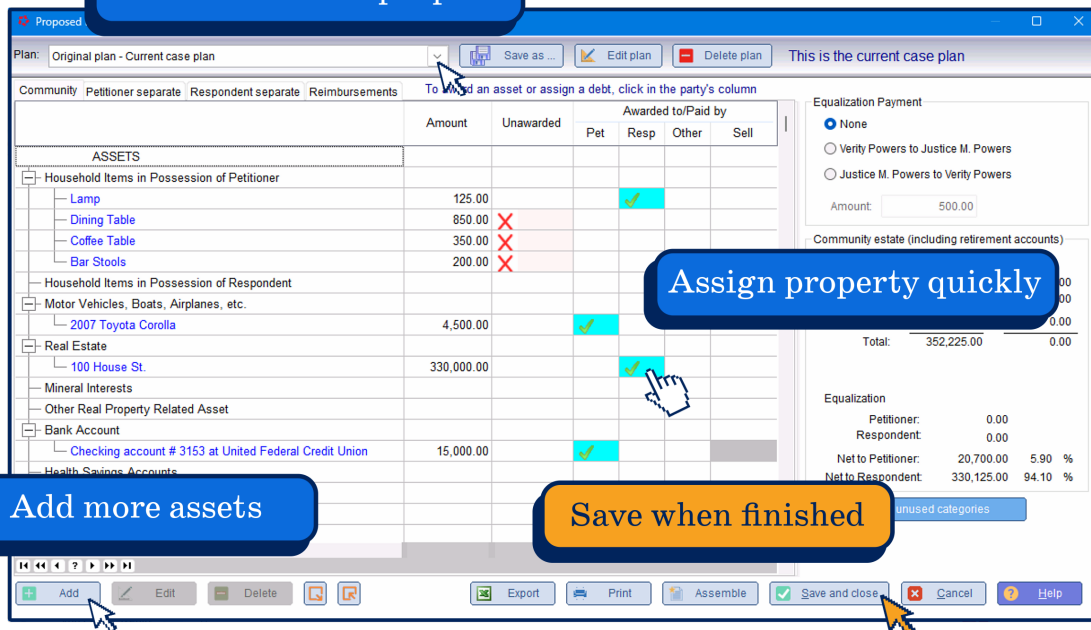 Proposed
Plan: Original plan - Current case plan Save as ... Edit plan Delete plan This is the current case plan
Community Petitioner separate Respondent separate Reimbursements To award an asset or assign a debt, click in the party's column
Amount Unawarded Awarded to/Paid by
Pet Resp Other Sell
ASSETS
Household Items in Possession of Petitioner
Lamp 125.00
Dining Table 850.00
Coffee Table 350.00
Bar Stools 200.00
Household Items in Possession of Respondent
Motor Vehicles, Boats, Airplanes, etc.
2007 Toyota Corolla 4,500.00
Real Estate
100 House St. 330,000.00
Mineral Interests
Other Real Property Related Asset
Bank Account
Checking account # 3153 at United Federal Credit Union 15,000.00
Health Savings Accounts
Equalization Payment
None
Verity Powers to Justice M. Powers
Justice M. Powers to Verity Powers
Amount: 500.00
Community estate (including retirement accounts)
Assign property quickly
00
00
0.00
Total: 352,225.00 0.00
Equalization
Petitioner: 0.00
Respondent: 0.00
Net to Petitioner: 20,700.00 5.90 %
Net to Respondent: 330,125.00 94.10 %
unused categories
Add more assets
Save when finished
Add Edit Delete Export Print Assemble Save and close Cancel Help